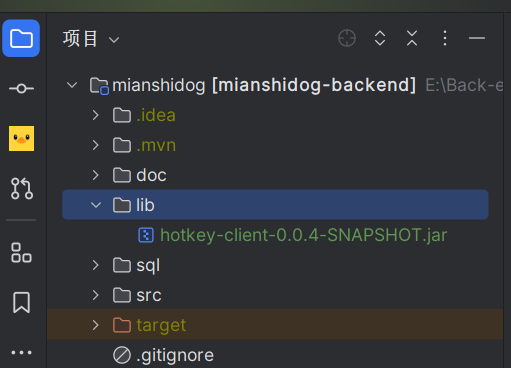 项目
mianshidog [mianshidog-backend] E:\Back-e
.idea
.mvn
doc
lib
hotkey-client-0.0.4-SNAPSHOT.jar
sql
src
target
.gitignore